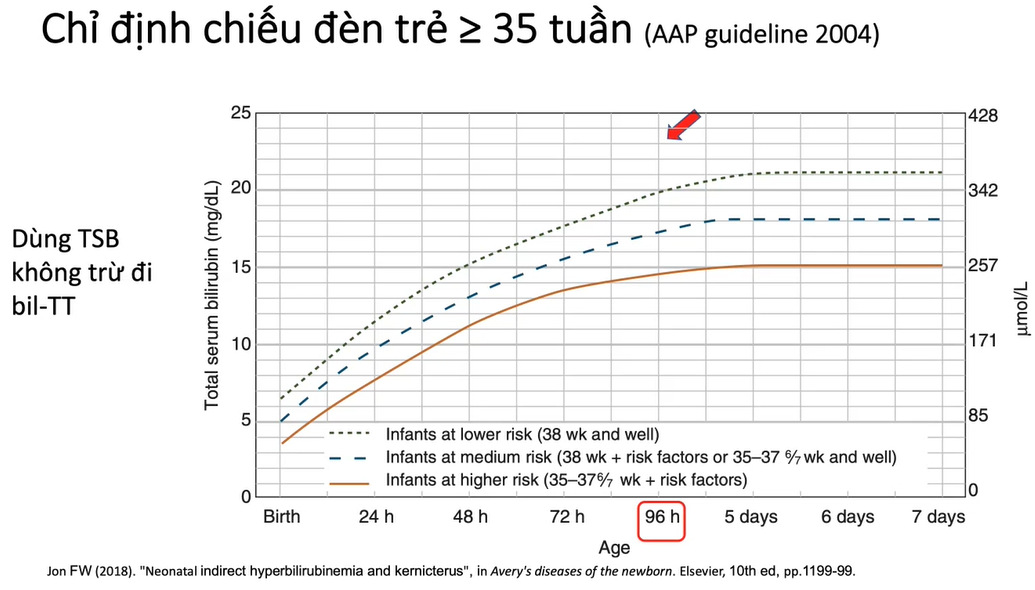 Chỉ định chiếu đèn trẻ ≥ 35 tuần (AAP guideline 2004)
Dùng TSB
không trừ đi
bil-TT
Total serum bilirubin (mg/dL)
25
20
15
10
5
0
428
342
257
171
85
0
µmol/L
Infants at lower risk (38 wk and well)
Infants at medium risk (38 wk + risk factors or 35–37 6/7 wk and well)
Infants at higher risk (35–37 6/7 wk + risk factors)
Birth 24 h 48 h 72 h 96 h 5 days 6 days 7 days
Age
Jon FW (2018). "Neonatal indirect hyperbilirubinemia and kernicterus", in Avery's diseases of the newborn. Elsevier, 10th ed, pp.1199-99.